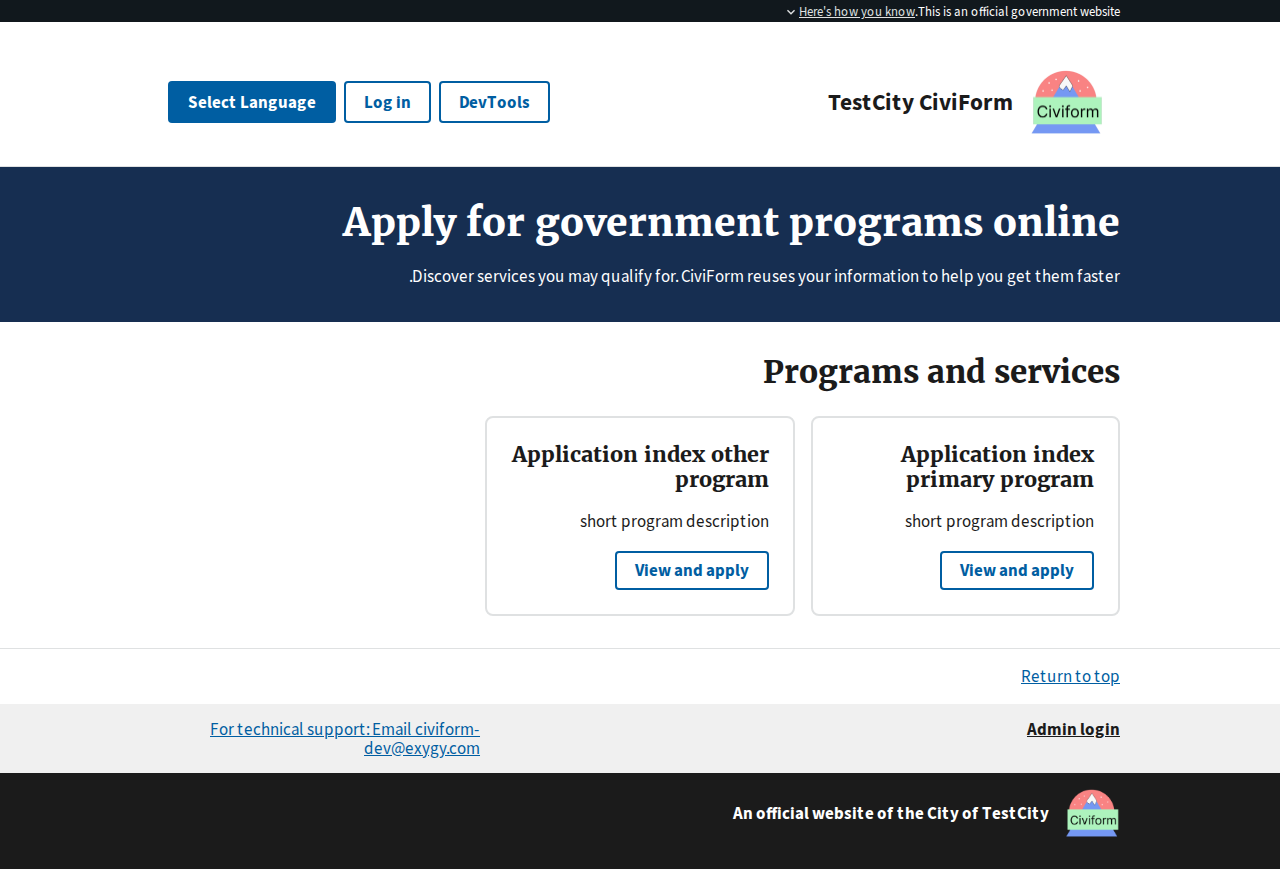 This is an official government website. Here's how you know
TestCity CiviForm
Civiform
Select Language
Log in
DevTools
Apply for government programs online
Discover services you may qualify for. CiviForm reuses your information to help you get them faster.
Programs and services
Application index
primary program
short program description
View and apply
Application index other
program
short program description
View and apply
Return to top
Admin login
For technical support: Email civiform-
dev@exygy.com
Civiform
An official website of the City of TestCity